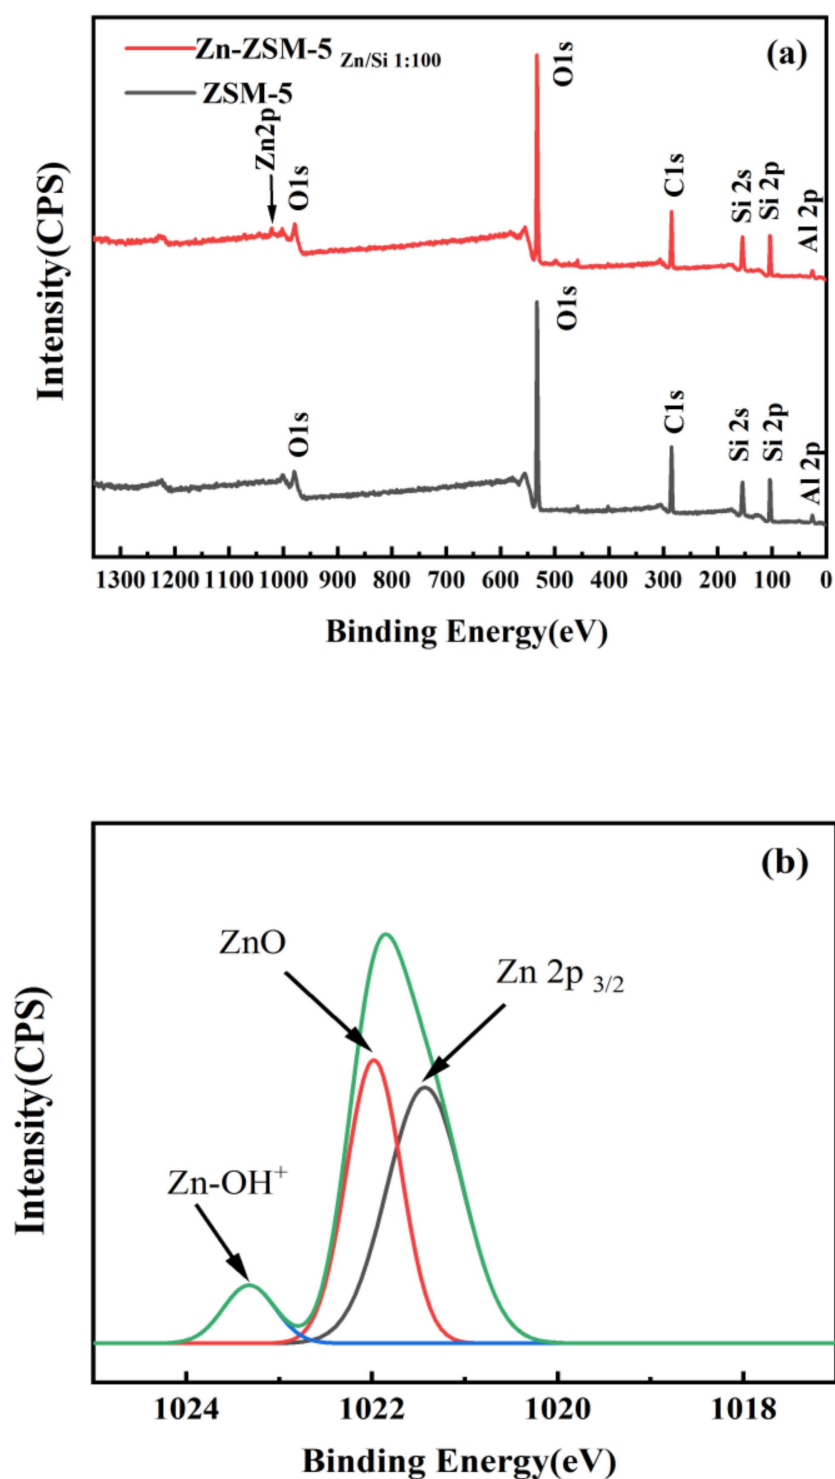 Zn-ZSM-5 Zn/Si 1:100
ZSM-5
(a)
Zn2p
O1s
O1s
C1s
Si 2s
Si 2p
Al 2p
O1s
O1s
C1s
Si 2s
Si 2p
Al 2p
Intensity(CPS)
1300 1200 1100 1000 900 800 700 600 500 400 300 200 100 0
Binding Energy(eV)
(b)
ZnO
Zn 2p 3/2
Zn-OH+
Intensity(CPS)
1024 1022 1020 1018
Binding Energy(eV)